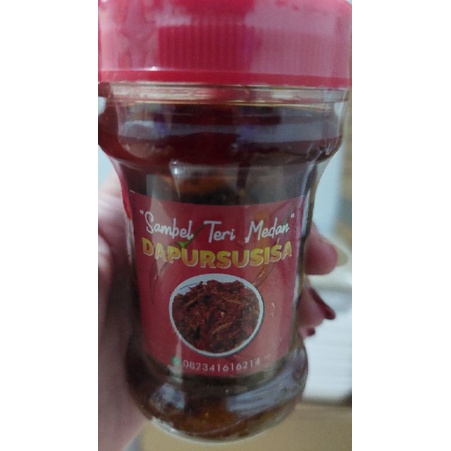 "Sambel Teri Medan"
DAPURSUSISA
082341616214